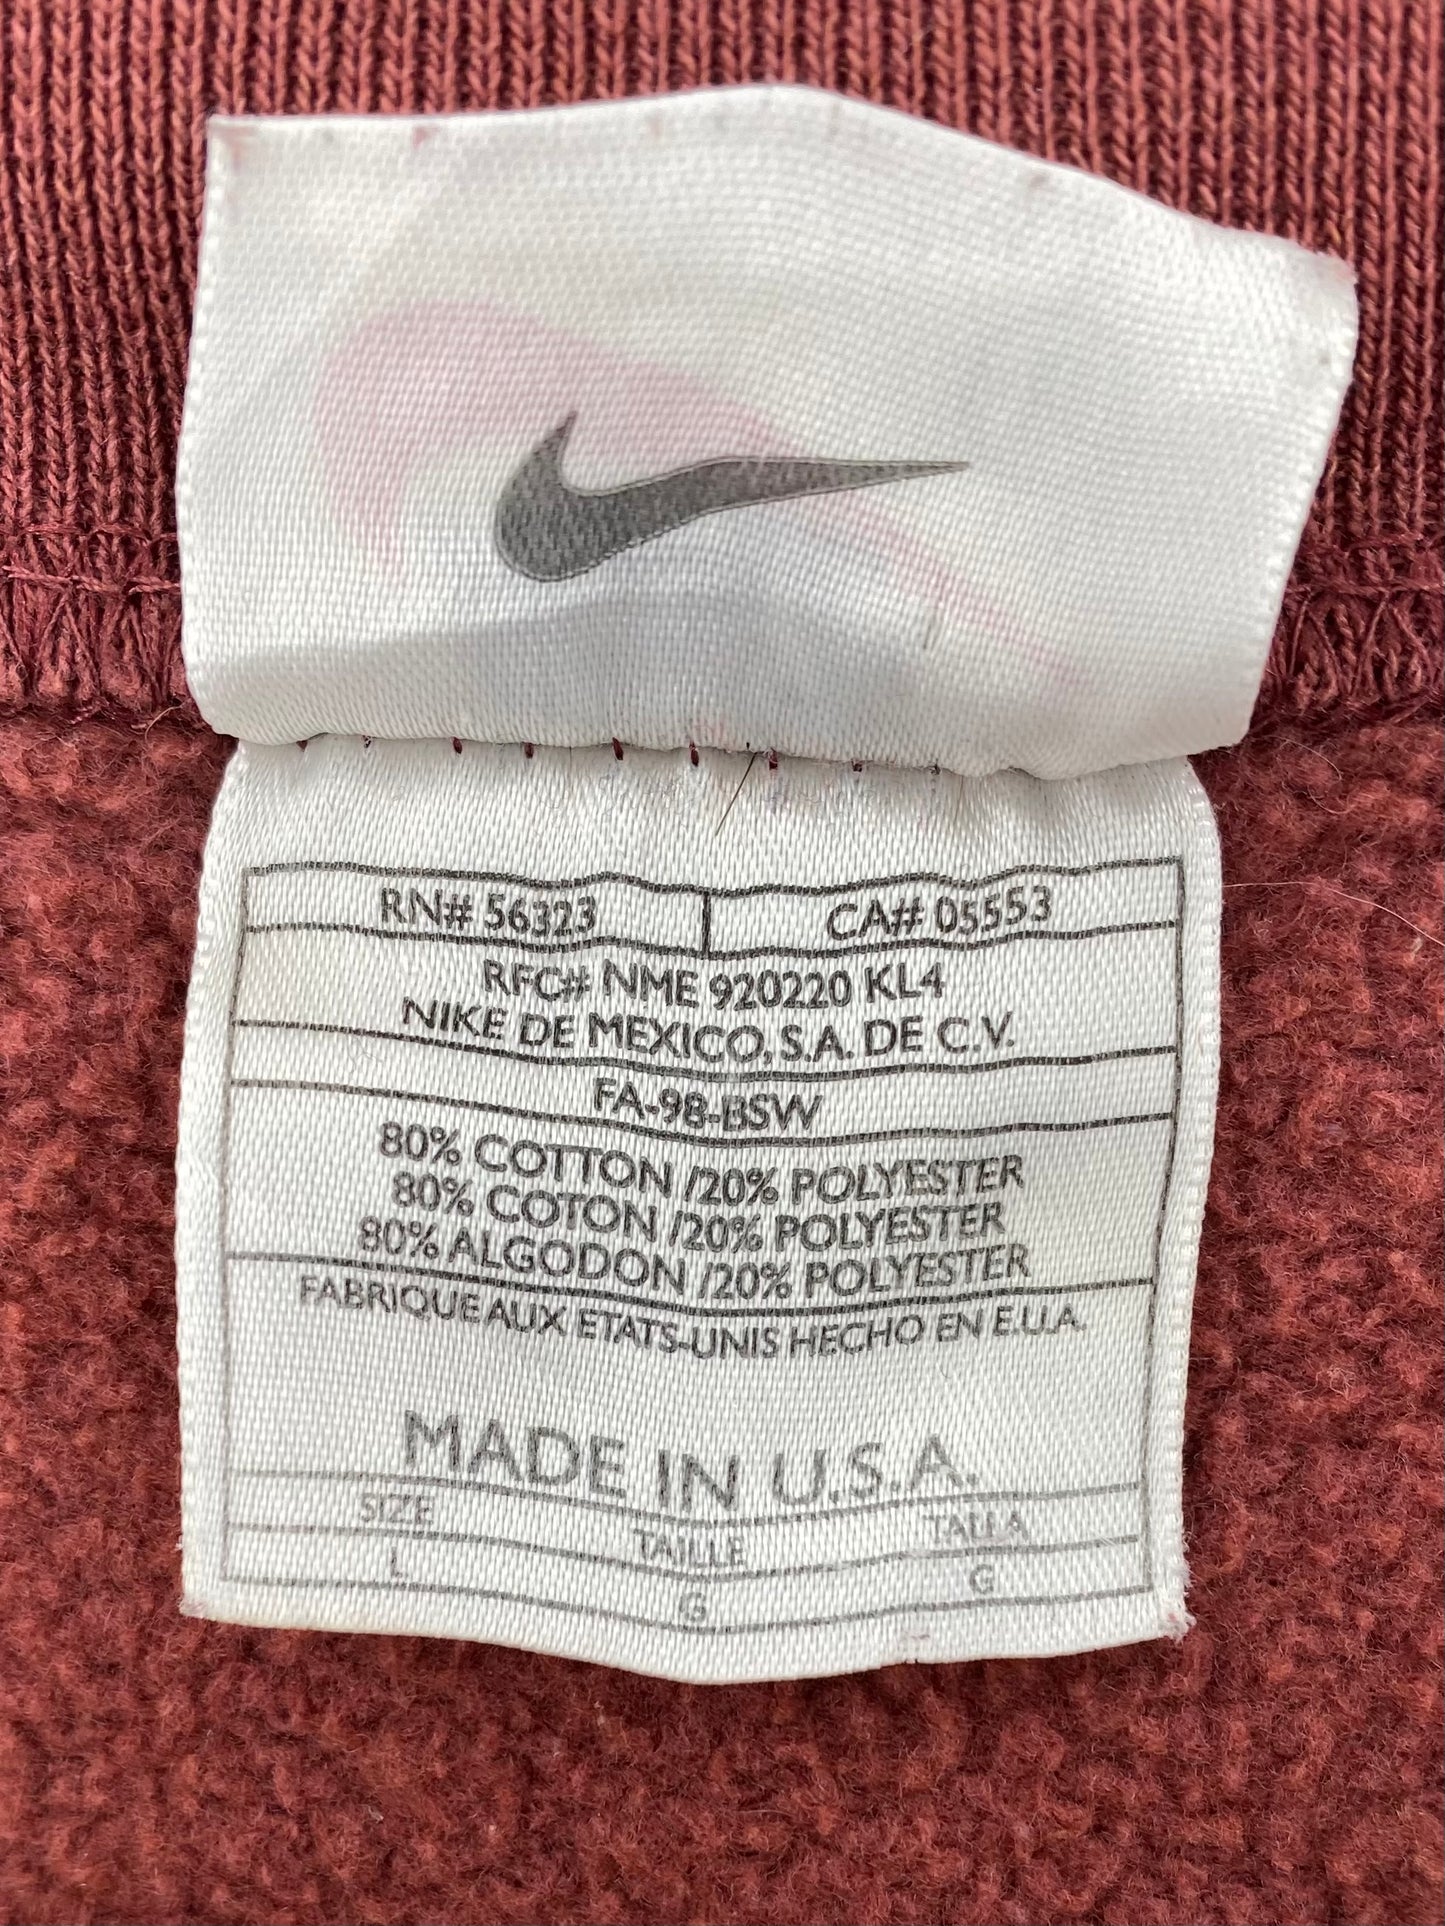 RN# 56323 CA# 05553
RFC# NME 920220 KL4
NIKE DE MEXICO, S.A. DE C.V.
FA-98-BSW
80% COTTON /20% POLYESTER
80% COTON /20% POLYESTER
80% ALGODON /20% POLYESTER
FABRIQUE AUX ETATS-UNIS HECHO EN E.U.A.
MADE IN U.S.A.
SIZE TAILLE TALLA
L G G